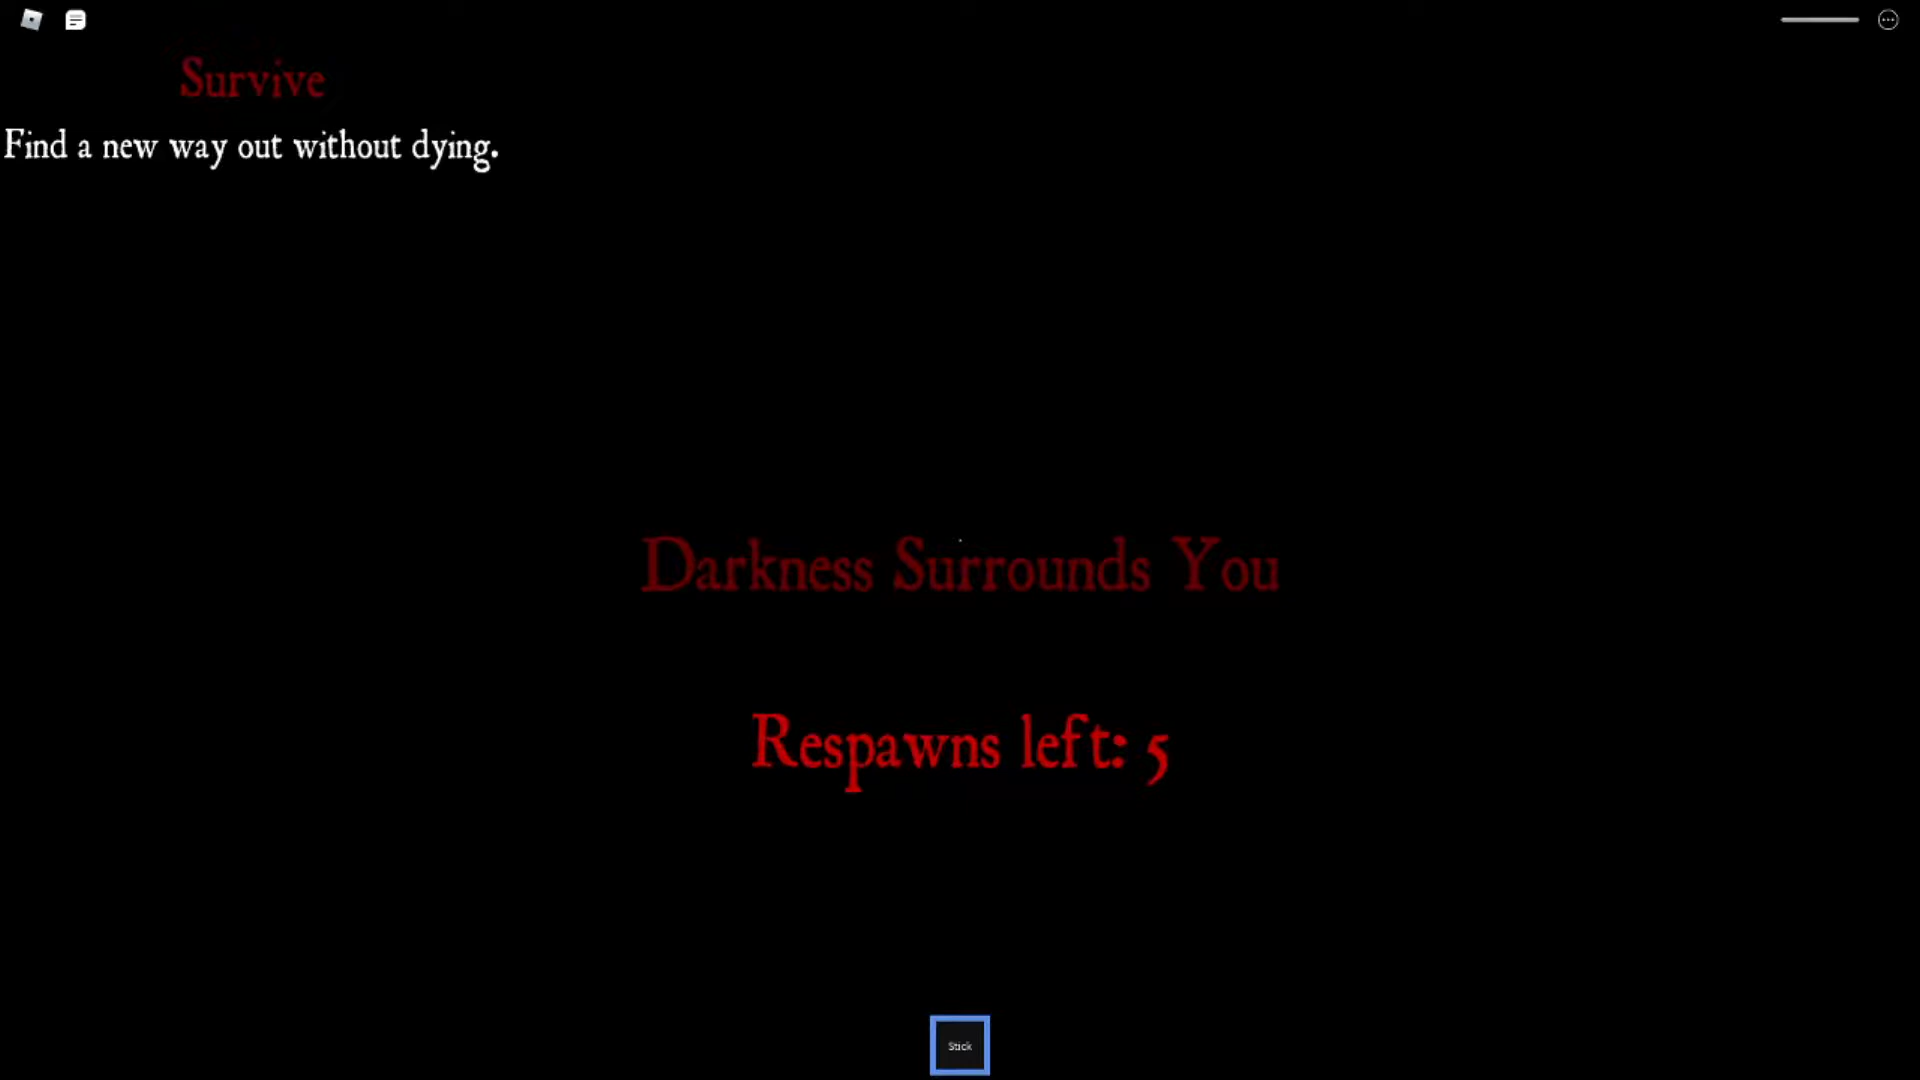 Survive
Find a new way out without dying.
Darkness Surrounds You
Respawns left: 5
Stick